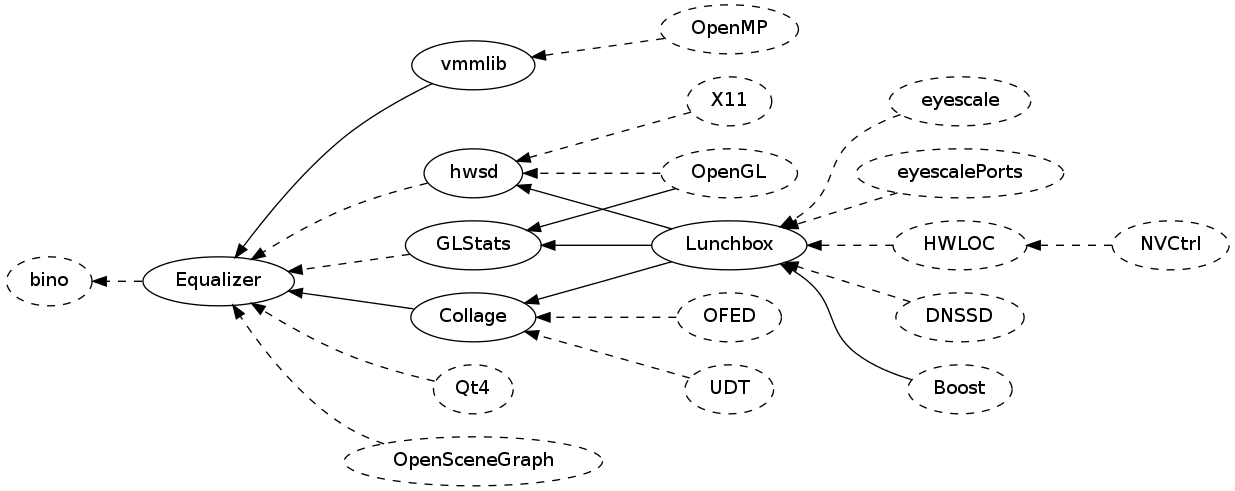 OpenMP
vmmlib
X11
eyescale
hwsd
OpenGL
eyescalePorts
GLStats
Lunchbox
HWLOC
NVCtrl
bino
Equalizer
Collage
OFED
DNSSD
Qt4
UDT
Boost
OpenSceneGraph